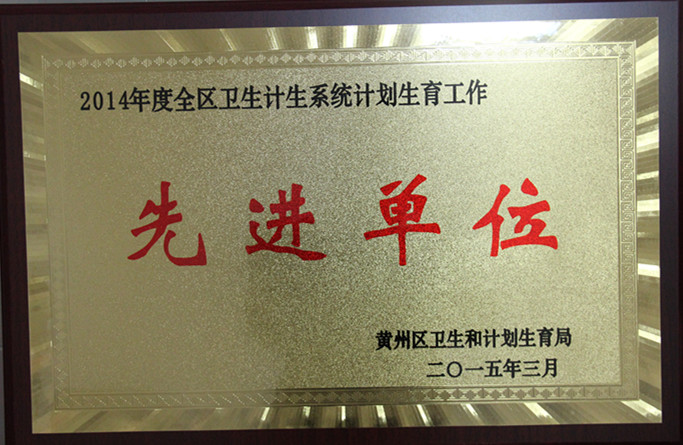 2014年度全区卫生计生系统计划生育工作
先进单位
黄州区卫生和计划生育局
二〇一五年三月